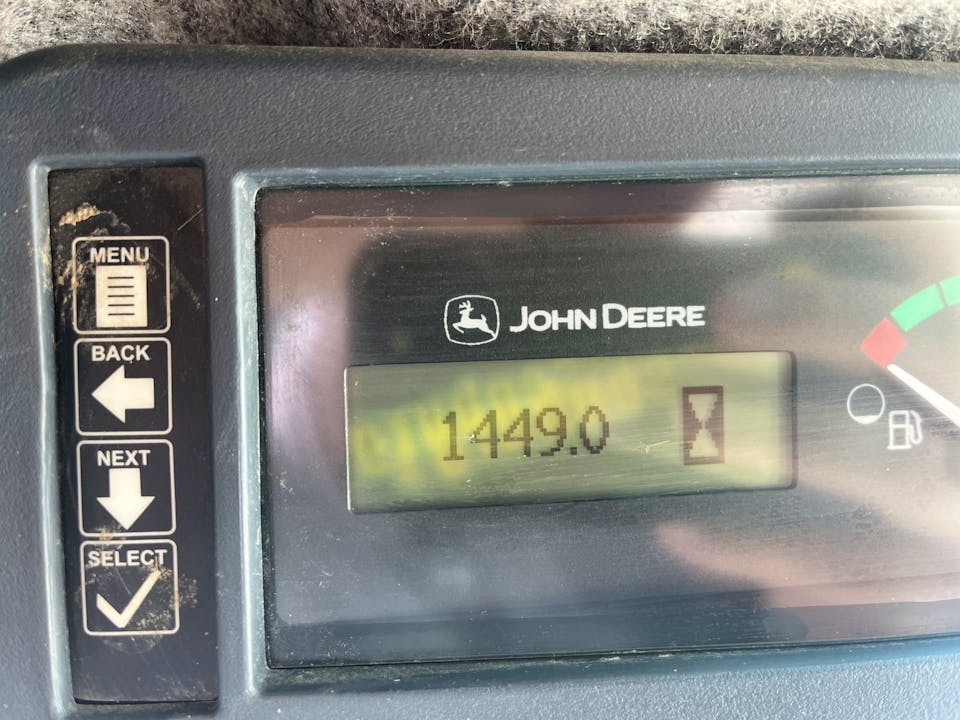 MENU
BACK
NEXT
SELECT
JOHN DEERE
1449.0